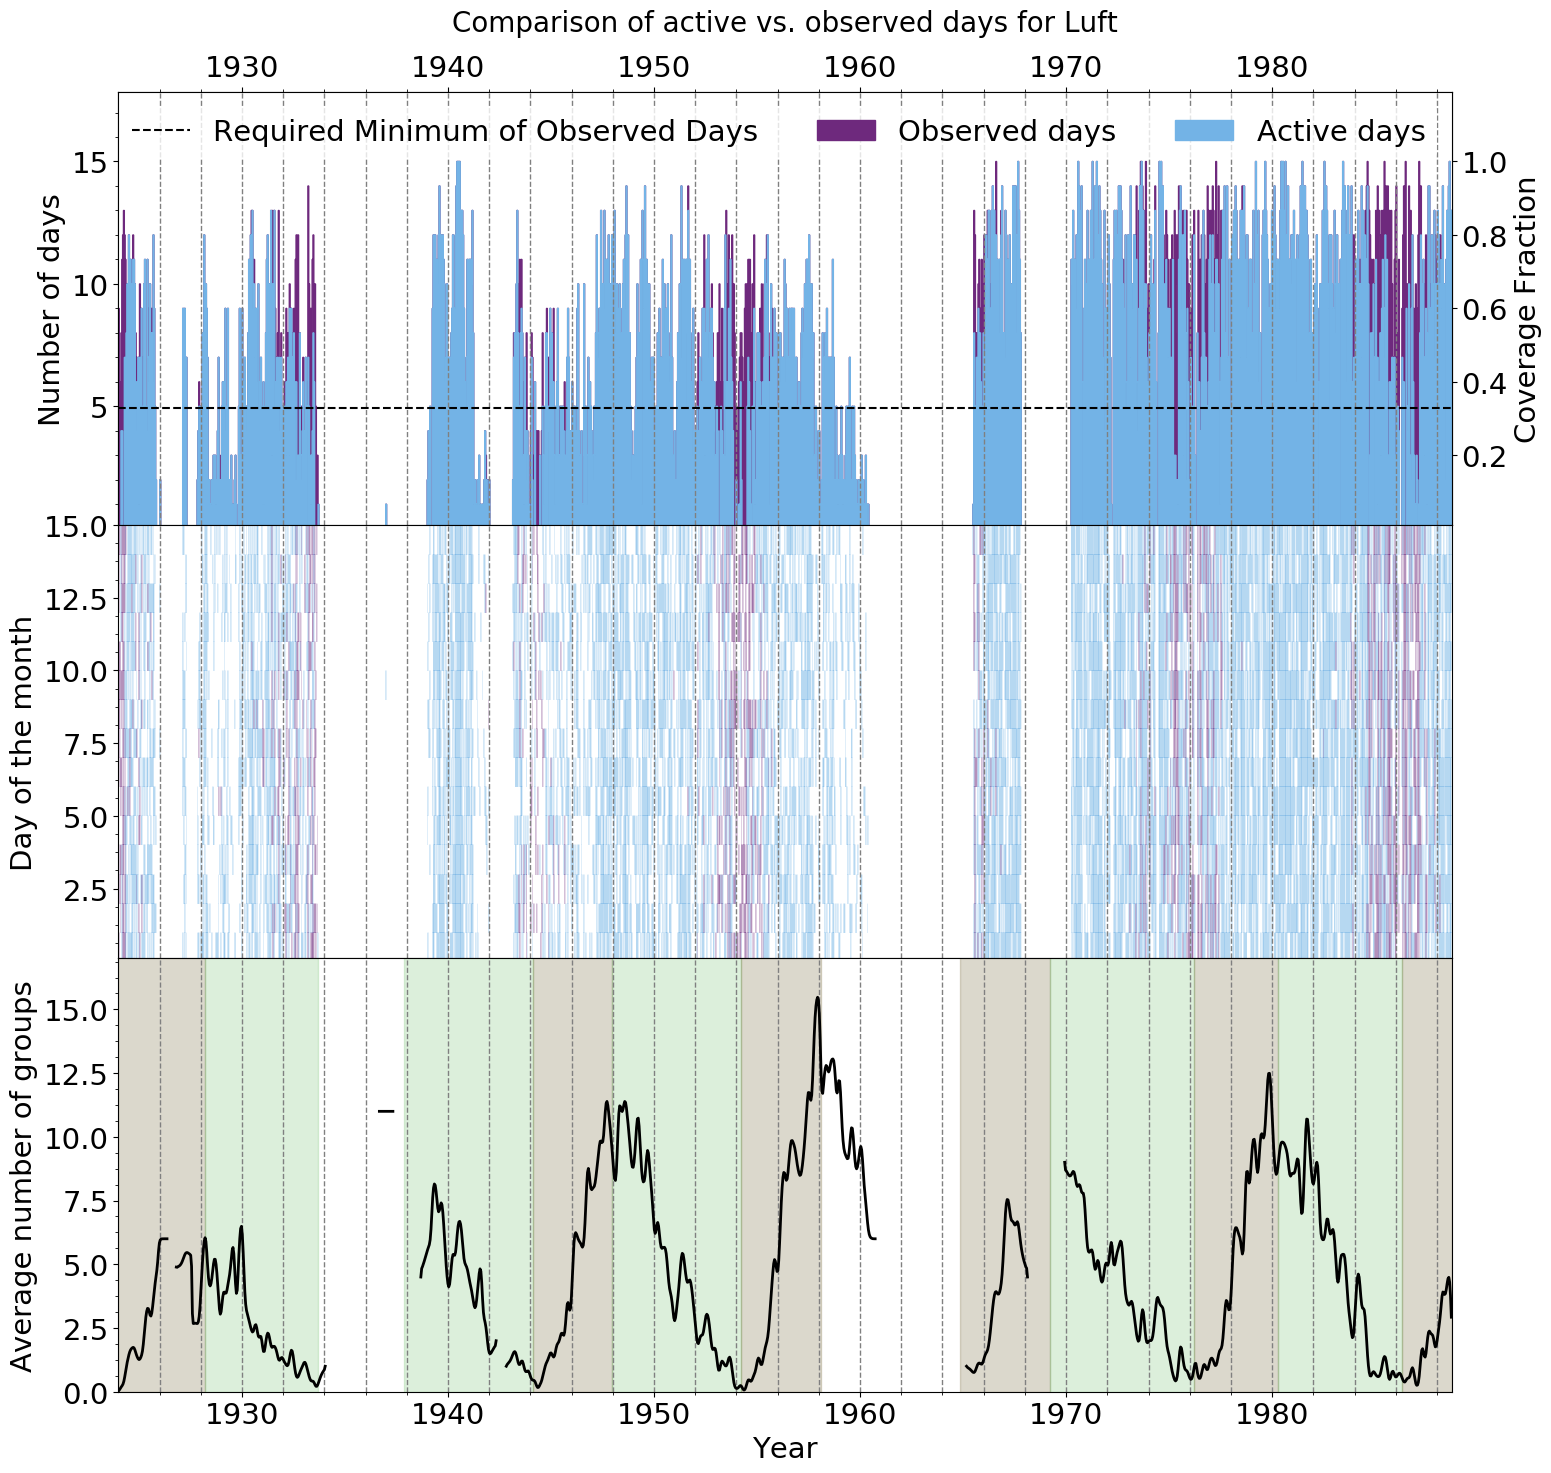 Comparison of active vs. observed days for Luft
1930 1940 1950 1960 1970 1980
Required Minimum of Observed Days Observed days Active days
Number of days
15
10
5
Coverage Fraction
1.0
0.8
0.6
0.4
0.2
Day of the month
15.0
12.5
10.0
7.5
5.0
2.5
Average number of groups
15.0
12.5
10.0
7.5
5.0
2.5
0.0
1930 1940 1950 1960 1970 1980
Year